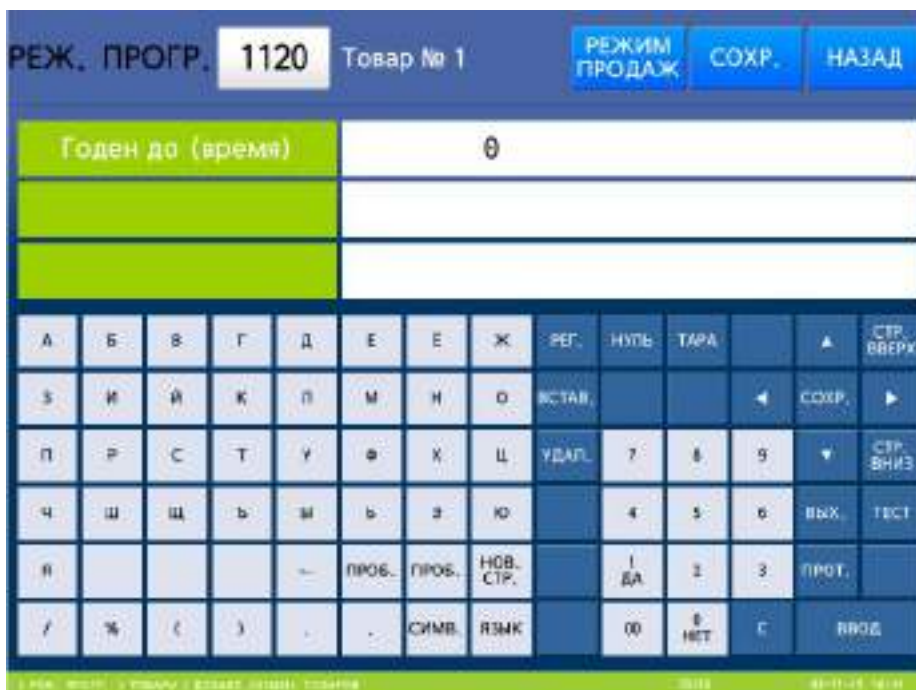 РЕЖ. ПРОГР. 1120 Товар № 1 РЕЖИМ ПРОДАЖ СОХР. НАЗАД
Годен до (время) 0
А Б В Г Д Е Ё Ж РЕГ. НУЛЬ ТАРА ▲ СТР. ВВЕРХ
З И Й К Л М Н О ВСТАВ. ◀ СОХР. ▶
П Р С Т У Ф Х Ц УДАЛ. 7 8 9 ▼ СТР. ВНИЗ
Ч Ш Щ Ъ Ы Ь Э Ю 4 5 6 ВЫХ. ТЕСТ
Я ← ПРОБ. ПРОБ. НОВ. СТР. 1 ДА 2 3 ПРОТ.
/ % ( ) СИМВ. ЯЗЫК 00 0 НЕТ С ВВОД